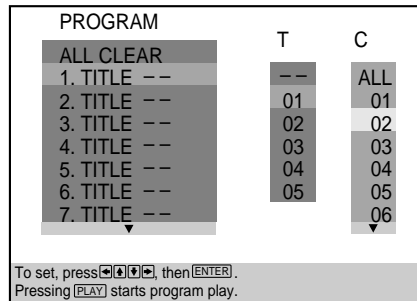 PROGRAM
T C
ALL CLEAR
1. TITLE – – – – ALL
2. TITLE – – 01 01
3. TITLE – – 02 02
4. TITLE – – 03 03
5. TITLE – – 04 04
6. TITLE – – 05 05
7. TITLE – – 06
To set, press ←↑↓→, then ENTER.
Pressing PLAY starts program play.